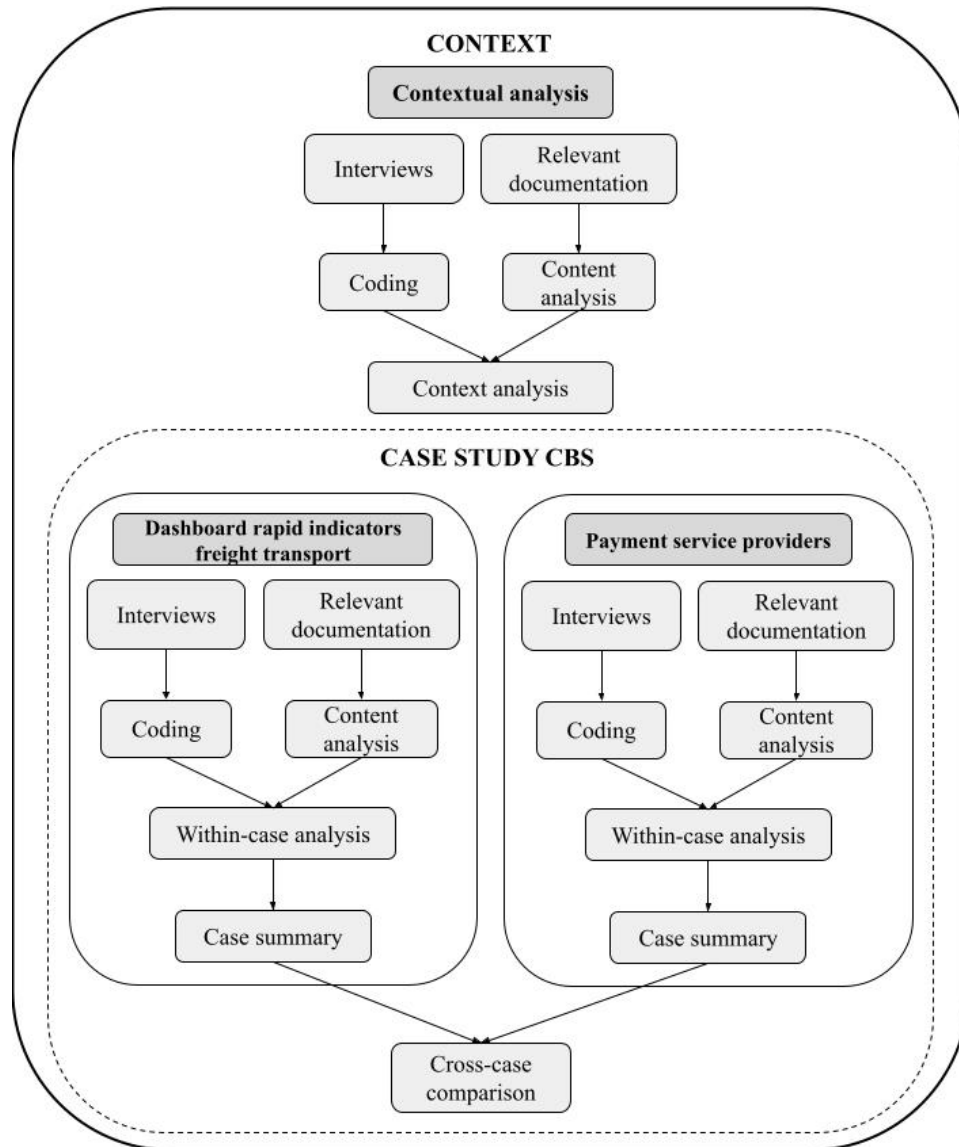 CONTEXT
Contextual analysis
Interviews
Relevant
documentation
Coding
Content
analysis
Context analysis
CASE STUDY CBS
Dashboard rapid indicators
freight transport
Interviews
Relevant
documentation
Coding
Content
analysis
Within-case analysis
Case summary
Payment service providers
Interviews
Relevant
documentation
Coding
Content
analysis
Within-case analysis
Case summary
Cross-case
comparison